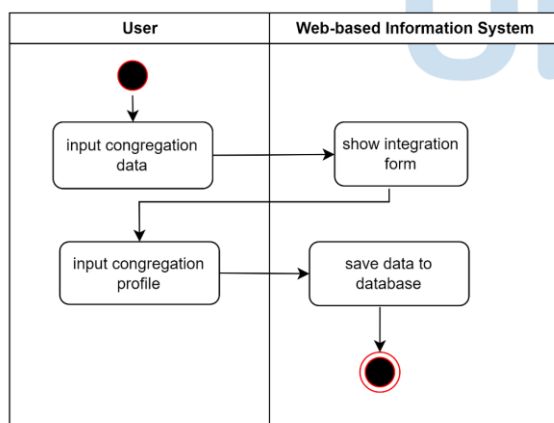 User
Web-based Information System
input congregation
data
show integration
form
input congregation
profile
save data to
database